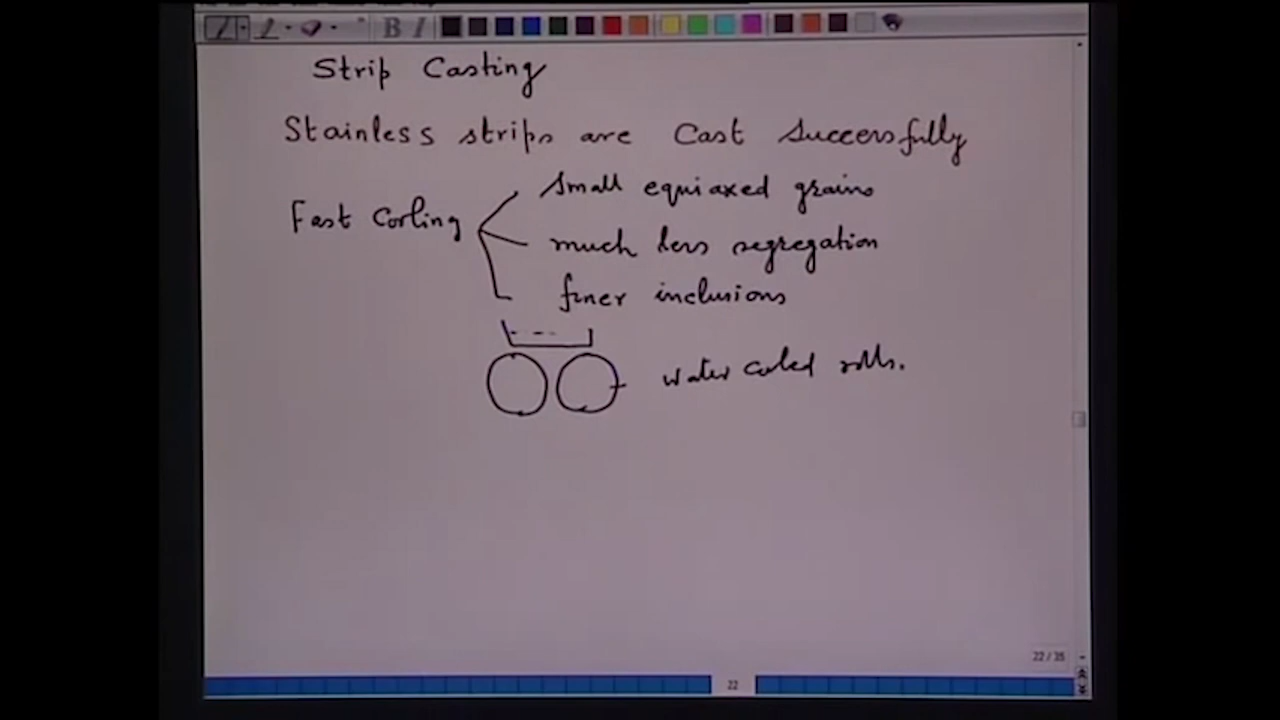 B I
Strip Casting
Stainless strips are Cast Successfully
Fast Cooling
Small equiaxed grains
much less segregation
finer inclusions
water cooled rolls.
22/35
22